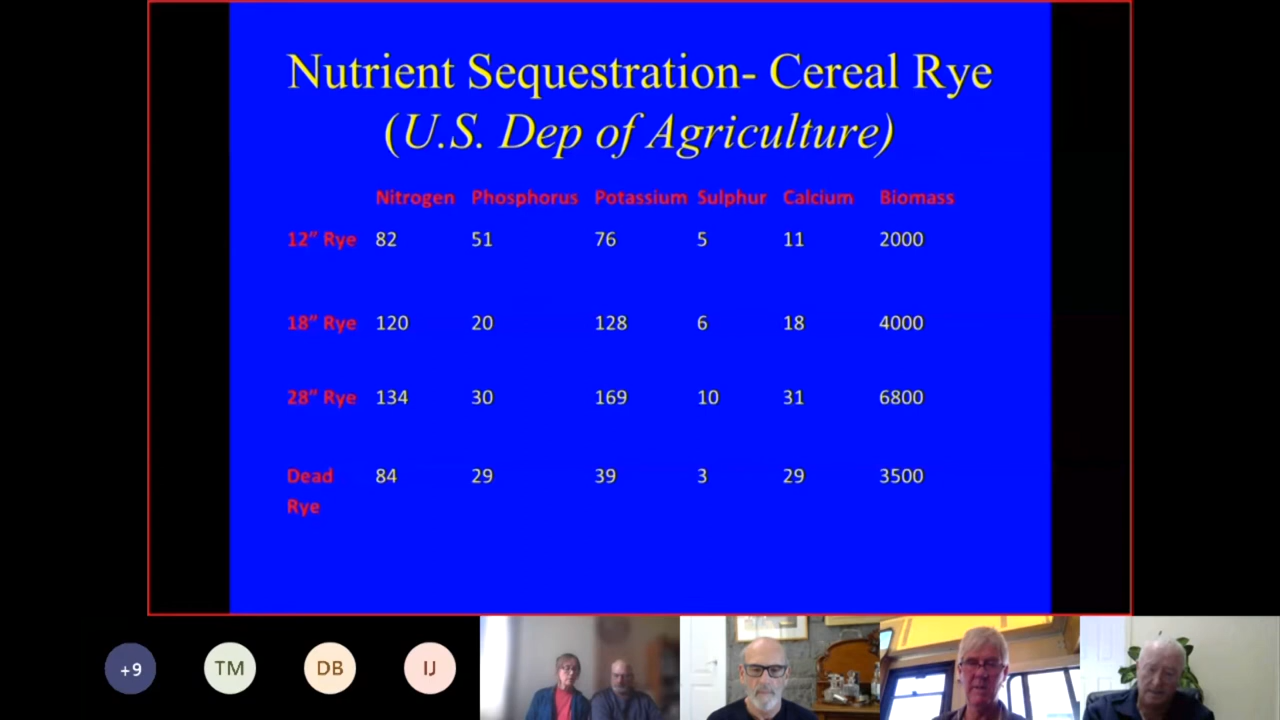 Nutrient Sequestration- Cereal Rye
(U.S. Dep of Agriculture)
Nitrogen Phosphorus Potassium Sulphur Calcium Biomass
12" Rye 82 51 76 5 11 2000
18" Rye 120 20 128 6 18 4000
28" Rye 134 30 169 10 31 6800
Dead 84 29 39 3 29 3500
Rye
+9 TM DB IJ